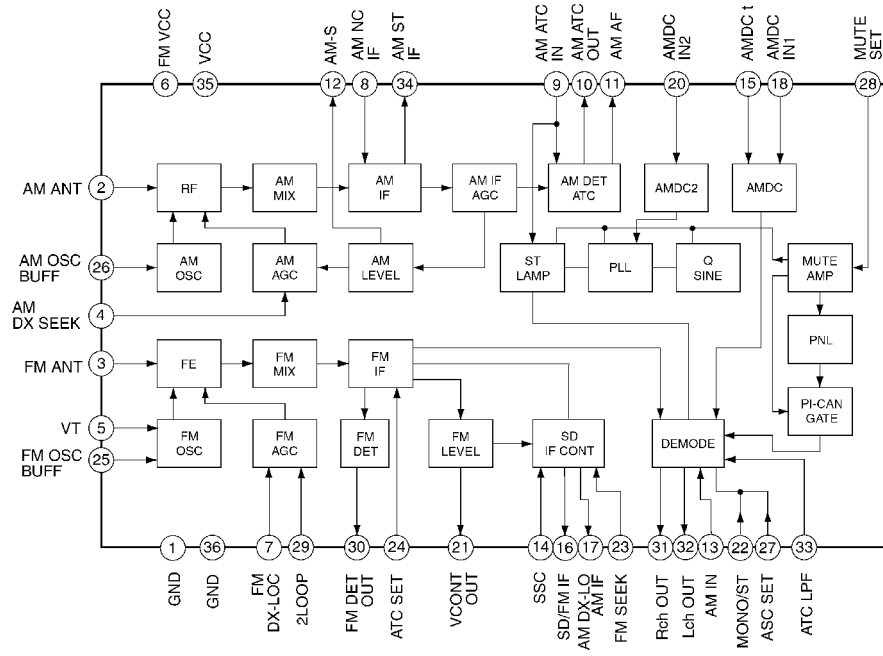 FM VCC
VCC
AM-S
AM NC
IF
AM ST
IF
AM ATC
IN
AM ATC
OUT
AM AF
AMDC
IN2
AMDC t
AMDC
IN1
MUTE
SET
6
35
12
8
34
9
10
11
20
15
18
28
AM ANT
2
RF
AM
MIX
AM
IF
AM IF
AGC
AM DET
ATC
AMDC2
AMDC
AM OSC
BUFF
26
AM
OSC
AM
AGC
AM
LEVEL
ST
LAMP
PLL
Q
SINE
MUTE
AMP
AM
DX SEEK
4
PNL
FM ANT
3
FE
FM
MIX
FM
IF
PI-CAN
GATE
VT
5
FM OSC
BUFF
25
FM
OSC
FM
AGC
FM
DET
FM
LEVEL
SD
IF CONT
DEMODE
1
36
7
29
30
24
21
14
16
17
23
31
32
13
22
27
33
GND
GND
FM
DX-LOC
2LOOP
FM DET
OUT
ATC SET
VCONT
OUT
SSC
SD/FM IF
AM DX-LO
AM IF
FM SEEK
Rch OUT
Lch OUT
AM IN
MONO/ST
ASC SET
ATC LPF